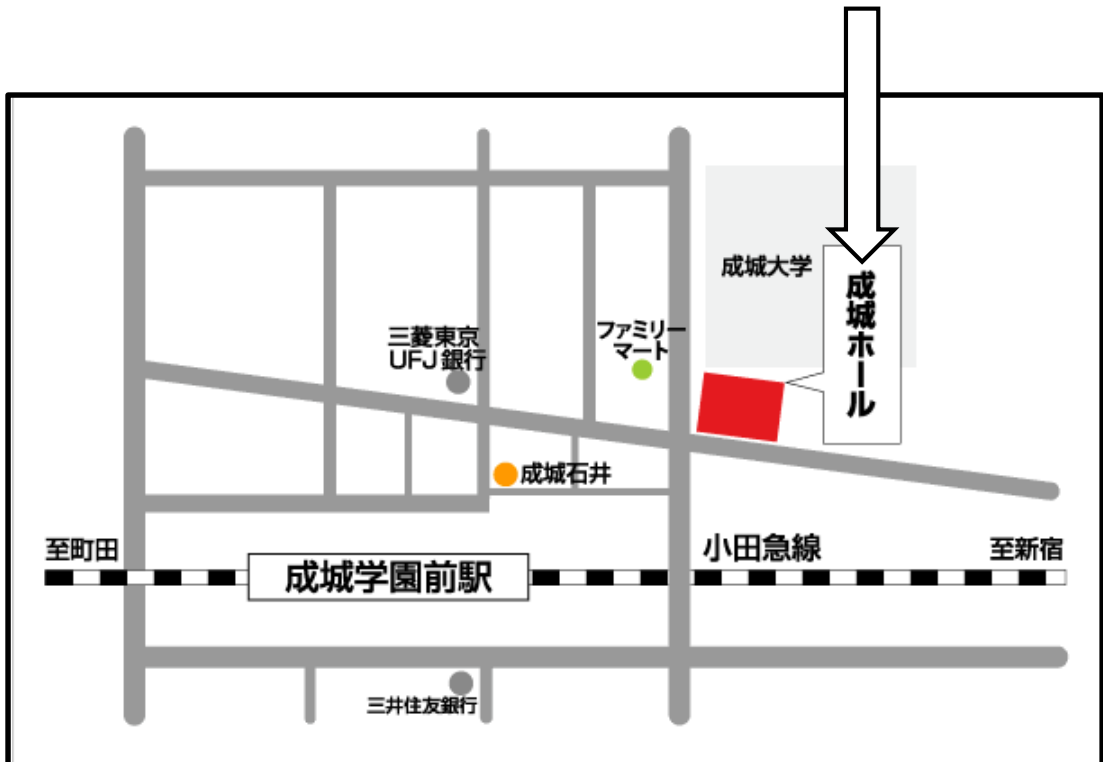 成城大学
成城ホール
三菱東京
UFJ銀行
ファミリー
マート
成城石井
至町田
小田急線
至新宿
成城学園前駅
三井住友銀行